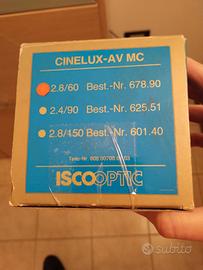 CINELUX-AV MC
2.8/60 Best.-Nr. 678.90
2.4/90 Best.-Nr. 625.51
2.8/150 Best.-Nr. 601.40
ISCOOPTIC
subito